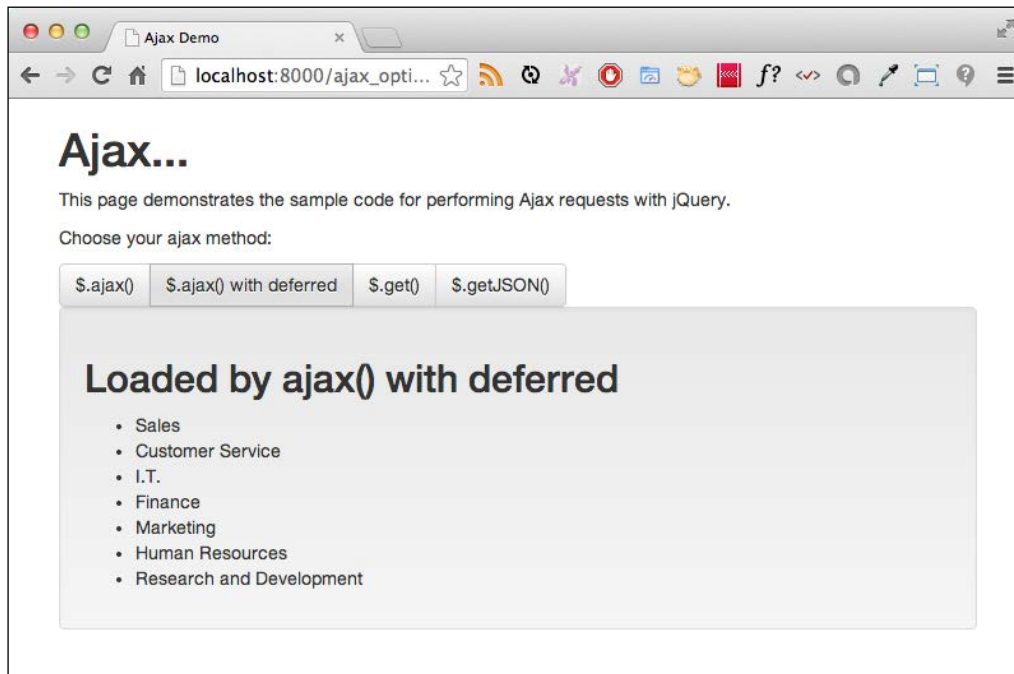 Ajax Demo
localhost:8000/ajax_opti...
f?
Ajax...
This page demonstrates the sample code for performing Ajax requests with jQuery.
Choose your ajax method:
$.ajax() $.ajax() with deferred $.get() $.getJSON()
Loaded by ajax() with deferred
• Sales
• Customer Service
• I.T.
• Finance
• Marketing
• Human Resources
• Research and Development